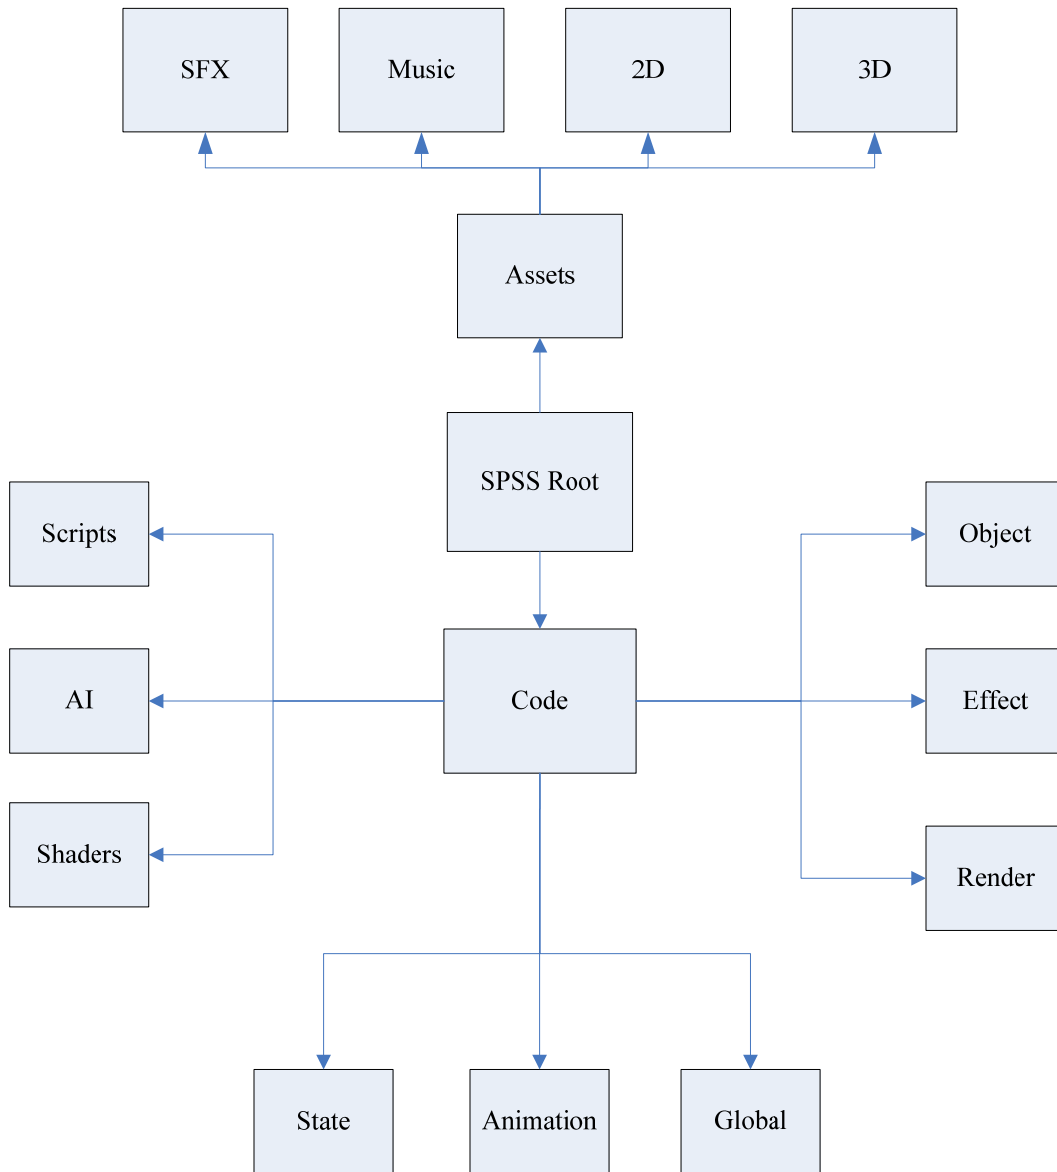 SFX
Music
2D
3D
Assets
SPSS Root
Scripts
Object
AI
Code
Effect
Shaders
Render
State
Animation
Global